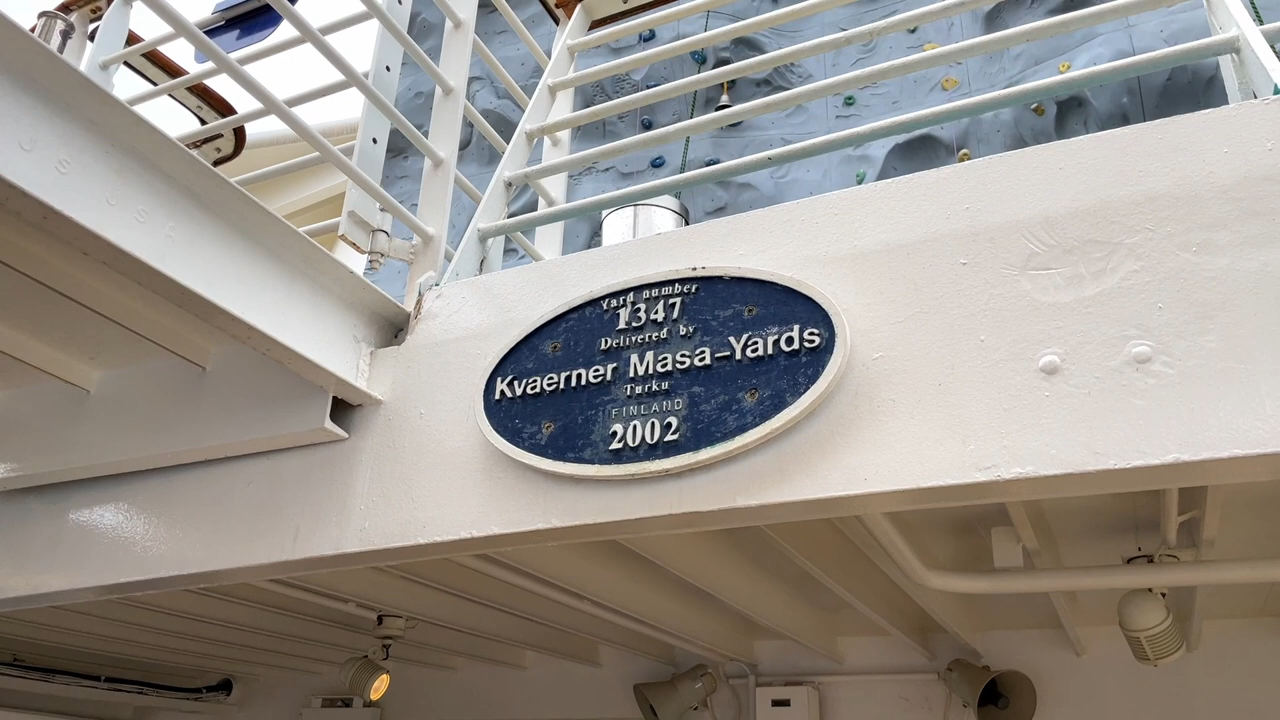 Yard number
1347
Delivered by
Kvaerner Masa-Yards
Turku
FINLAND
2002